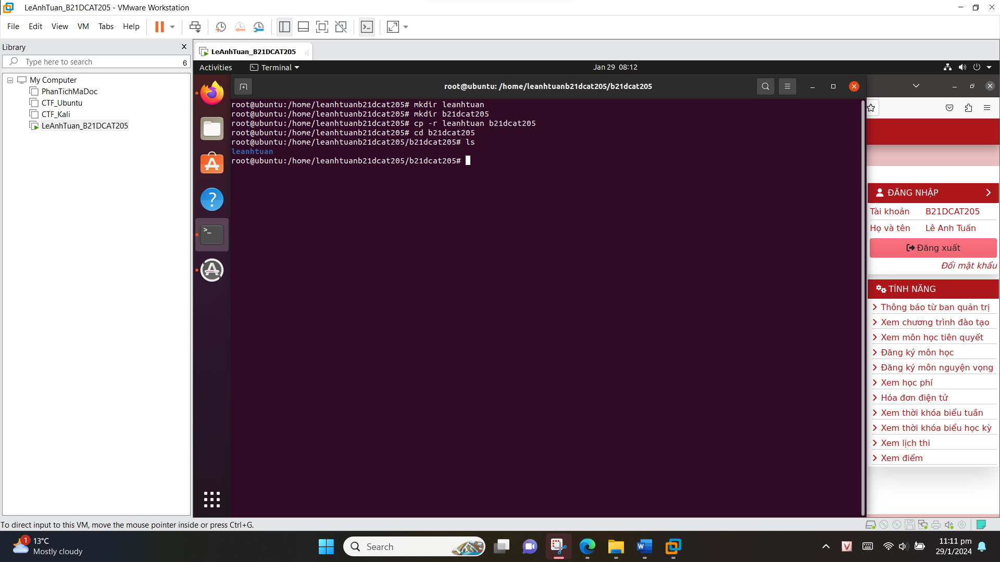 LeAnhTuan_B21DCAT205 - VMware Workstation
File Edit View VM Tabs Help
Library
Type here to search
6
My Computer
PhanTichMaDoc
CTF_Ubuntu
CTF_Kali
LeAnhTuan_B21DCAT205
LeAnhTuan_B21DCAT205
Activities
Terminal
Jan 29 08:12
root@ubuntu: /home/leanhtuanb21dcat205/b21dcat205
root@ubuntu:/home/leanhtuanb21dcat205# mkdir leanhtuan
root@ubuntu:/home/leanhtuanb21dcat205# mkdir b21dcat205
root@ubuntu:/home/leanhtuanb21dcat205# cp -r leanhtuan b21dcat205
root@ubuntu:/home/leanhtuanb21dcat205# cd b21dcat205
root@ubuntu:/home/leanhtuanb21dcat205/b21dcat205# ls
leanhtuan
root@ubuntu:/home/leanhtuanb21dcat205/b21dcat205#
ĐĂNG NHẬP
Tài khoản B21DCAT205
Họ và tên Lê Anh Tuấn
Đăng xuất
Đổi mật khẩu
TÍNH NĂNG
Thông báo từ ban quản trị
Xem chương trình đào tạo
Xem môn học tiên quyết
Đăng ký môn học
Đăng ký môn nguyện vọng
Xem học phí
Hóa đơn điện tử
Xem thời khóa biểu tuần
Xem thời khóa biểu học kỳ
Xem lịch thi
Xem điểm
To direct input to this VM, move the mouse pointer inside or press Ctrl+G.
1
13°C
Mostly cloudy
Search
11:11 pm
29/1/2024